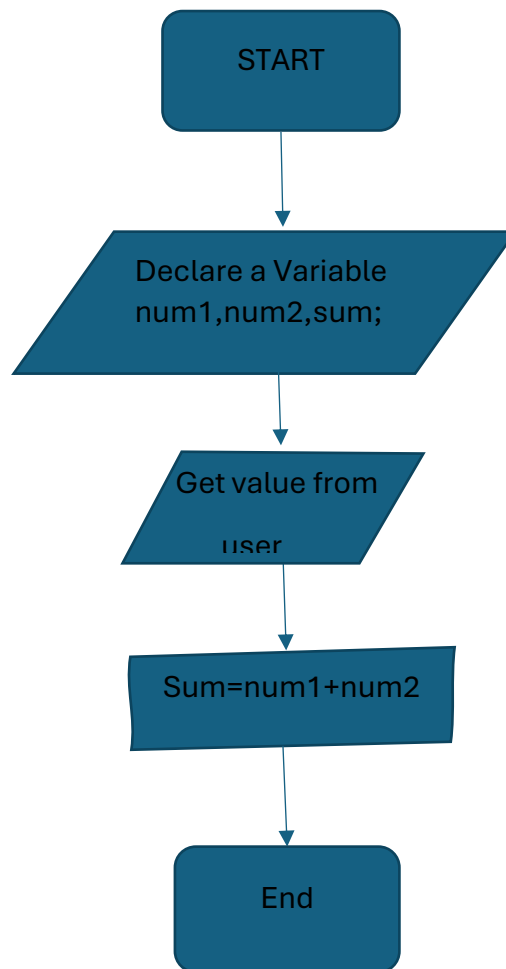 START
Declare a Variable
num1,num2,sum;
Get value from
user
Sum=num1+num2
End